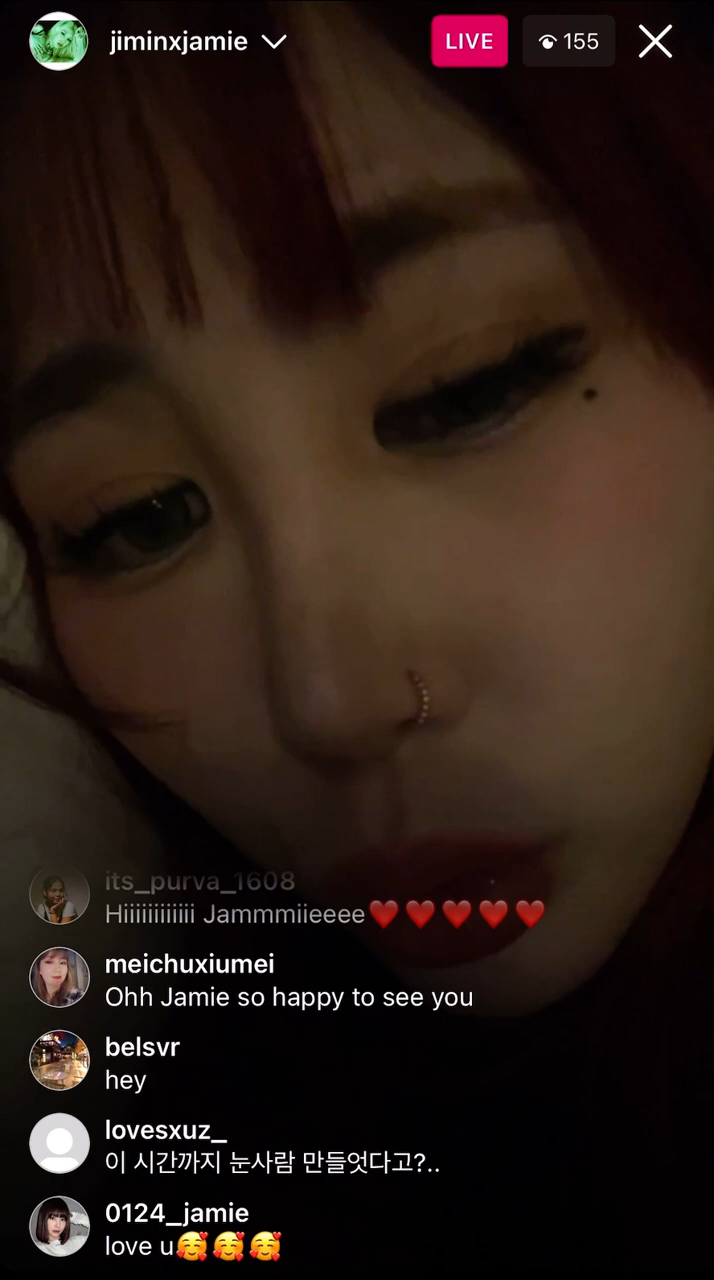 jiminxjamie
LIVE
155
its_purva_1608
Hiiiiiiiiiiii Jammmiieeee❤️❤️❤️❤️❤️
meichuxiumei
Ohh Jamie so happy to see you
belsvr
hey
lovesxuz_
이 시간까지 눈사람 만들엇다고?..
0124_jamie
love u🥰🥰🥰